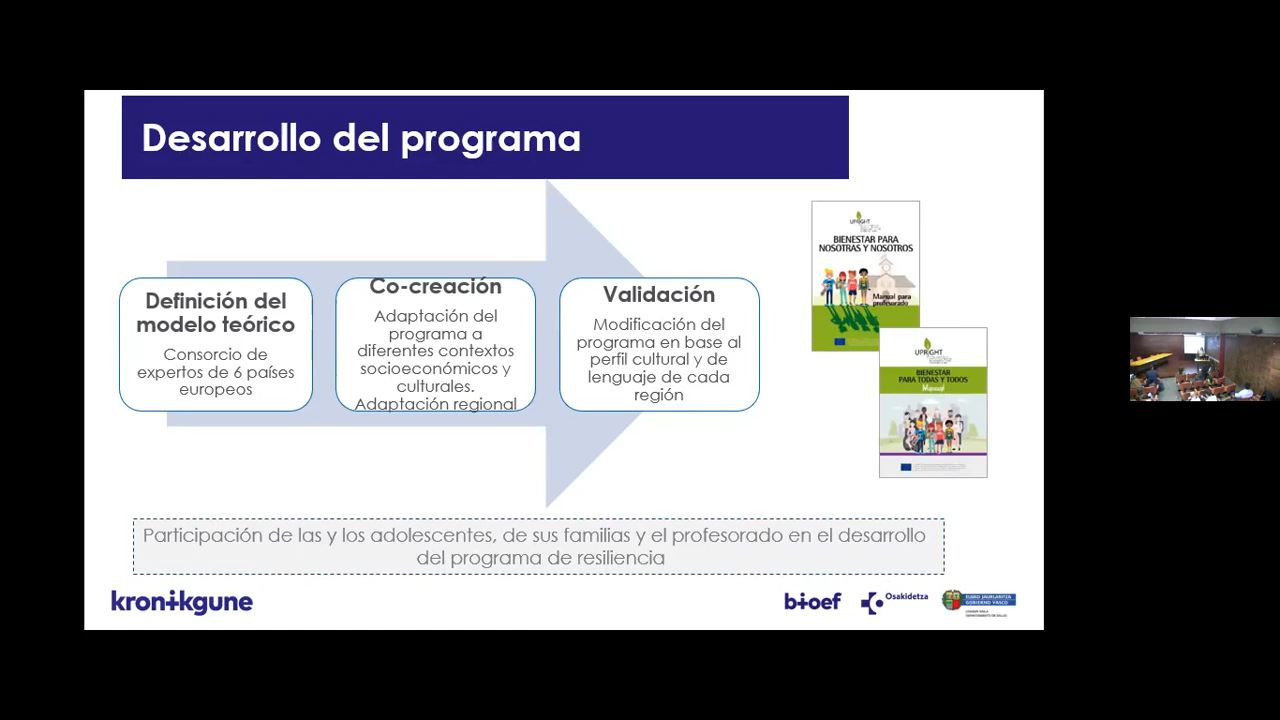 Desarrollo del programa
Definición del
modelo teórico
Consorcio de
expertos de 6 países
europeos
Co-creación
Adaptación del
programa a
diferentes contextos
socioeconómicos y
culturales.
Adaptación regional
Validación
Modificación del
programa en base al
perfil cultural y de
lenguaje de cada
región
UPRIGHT
BIENESTAR PARA
NOSOTRAS Y NOSOTROS
Manual para
profesorado
UPRIGHT
BIENESTAR
PARA TODAS Y TODOS
Manual
Participación de las y los adolescentes, de sus familias y el profesorado en el desarrollo
del programa de resiliencia
kronikgune
bioef
Osakidetza
EUSKO JAURLARITZA
GOBIERNO VASCO